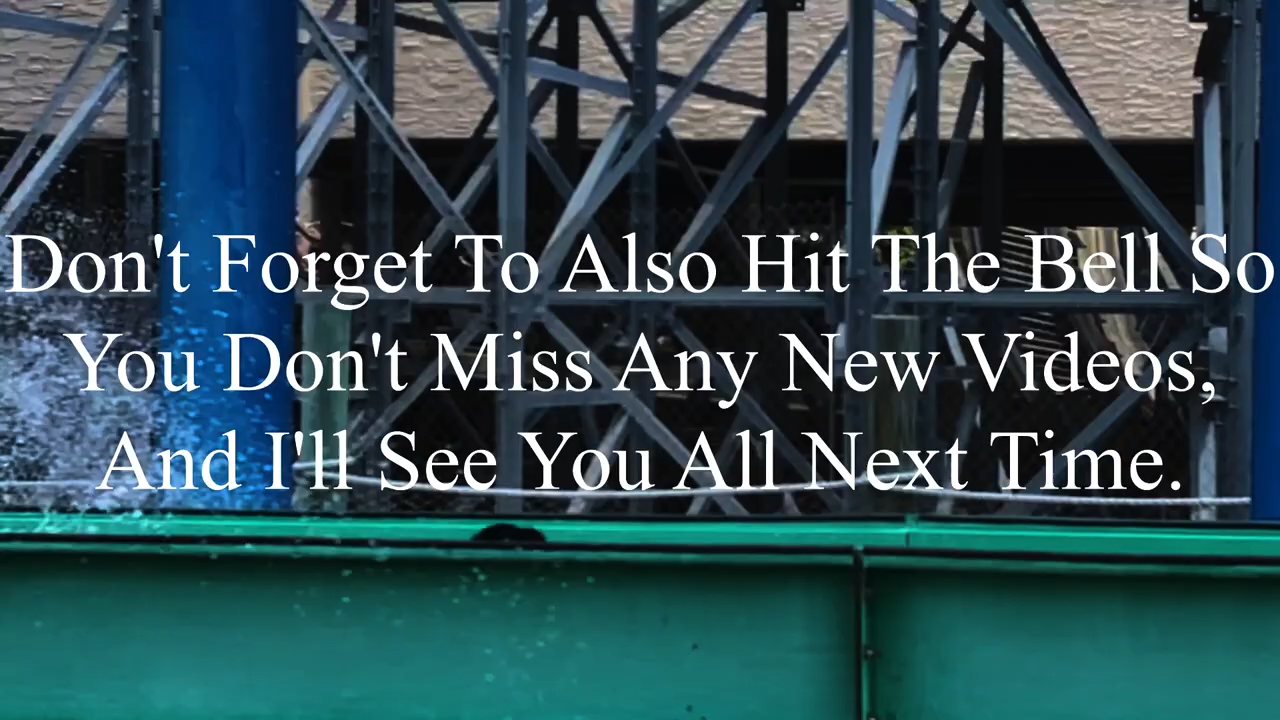 Don't Forget To Also Hit The Bell So
You Don't Miss Any New Videos,
And I'll See You All Next Time.